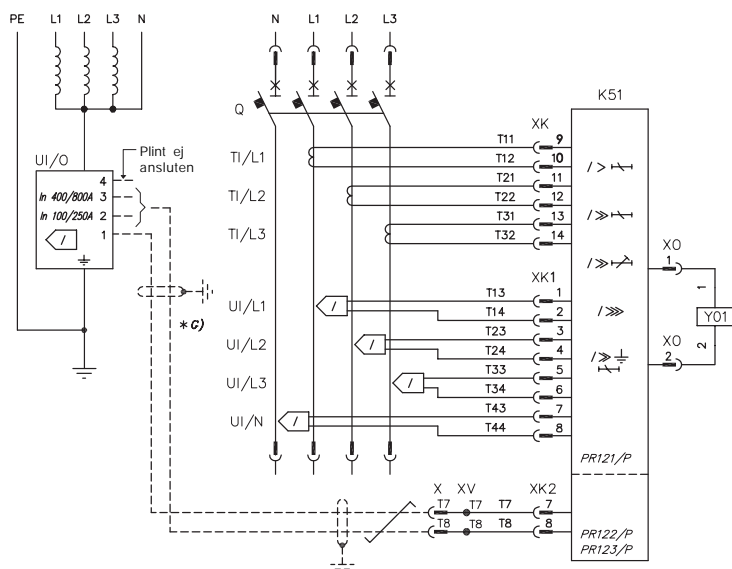 PE L1 L2 L3 N
N L1 L2 L3
K51
Q
XK
UI/O
Plint ej
ansluten
4
In 400/800A 3
In 100/250A 2
1
TI/L1 T11 9
T12 10
I >
TI/L2 T21 11
T22 12
I ≫
TI/L3 T31 13
T32 14
I ≫
XO
1
XK1
UI/L1 T13 1
T14 2
I ⋙
1
Y01
2
*G)
UI/L2 T23 3
T24 4
I ≫
XO
2
UI/L3 T33 5
T34 6
UI/N T43 7
T44 8
PR121/P
X XV XK2
T7 T7 T7 7
T8 T8 T8 8
PR122/P
PR123/P